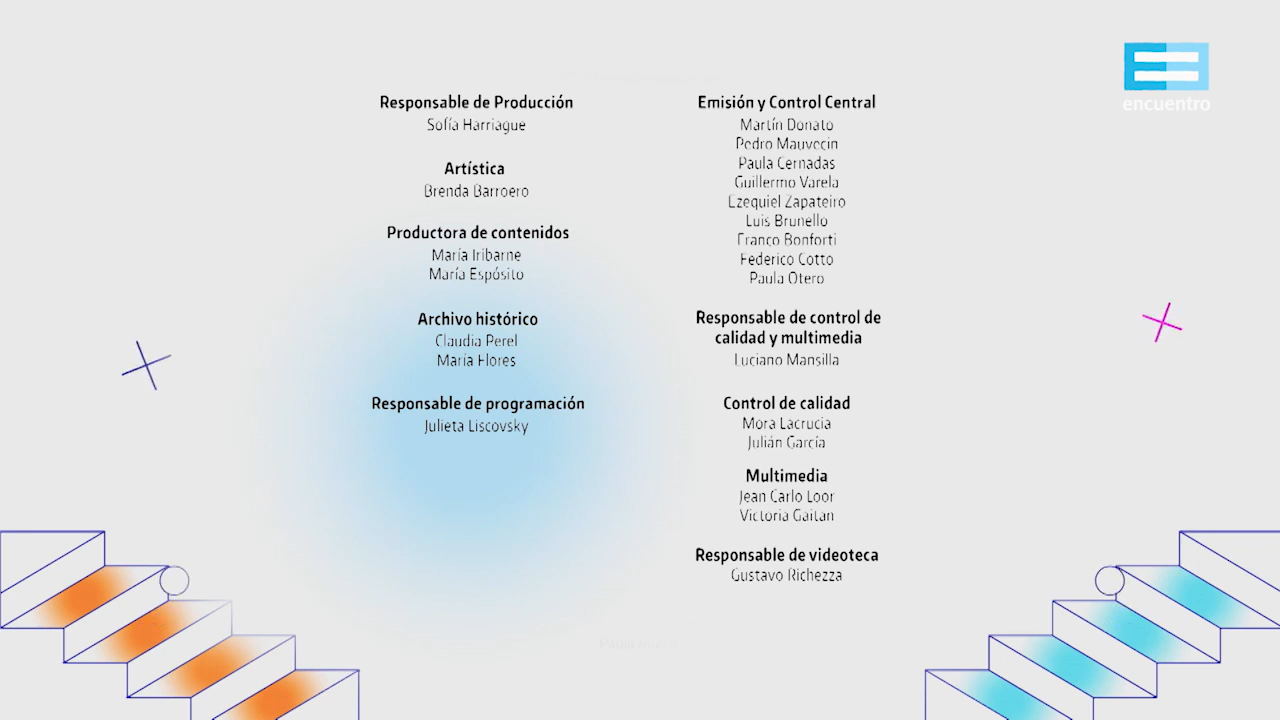 Responsable de Producción
Sofía Harriague
Artística
Brenda Barroero
Productora de contenidos
María Iribarne
María Espósito
Archivo histórico
Claudia Perel
María Flores
Responsable de programación
Julieta Liscovsky
Emisión y Control Central
Martín Donato
Pedro Mauvecin
Paula Cernadas
Guillermo Varela
Ezequiel Zapateiro
Luis Brunello
Franco Bonforti
Federico Cotto
Paula Otero
Responsable de control de
calidad y multimedia
Luciano Mansilla
Control de calidad
Mora Lacrucia
Julián García
Multimedia
Jean Carlo Loor
Victoria Gaitan
Responsable de videoteca
Gustavo Richezza
encuentro